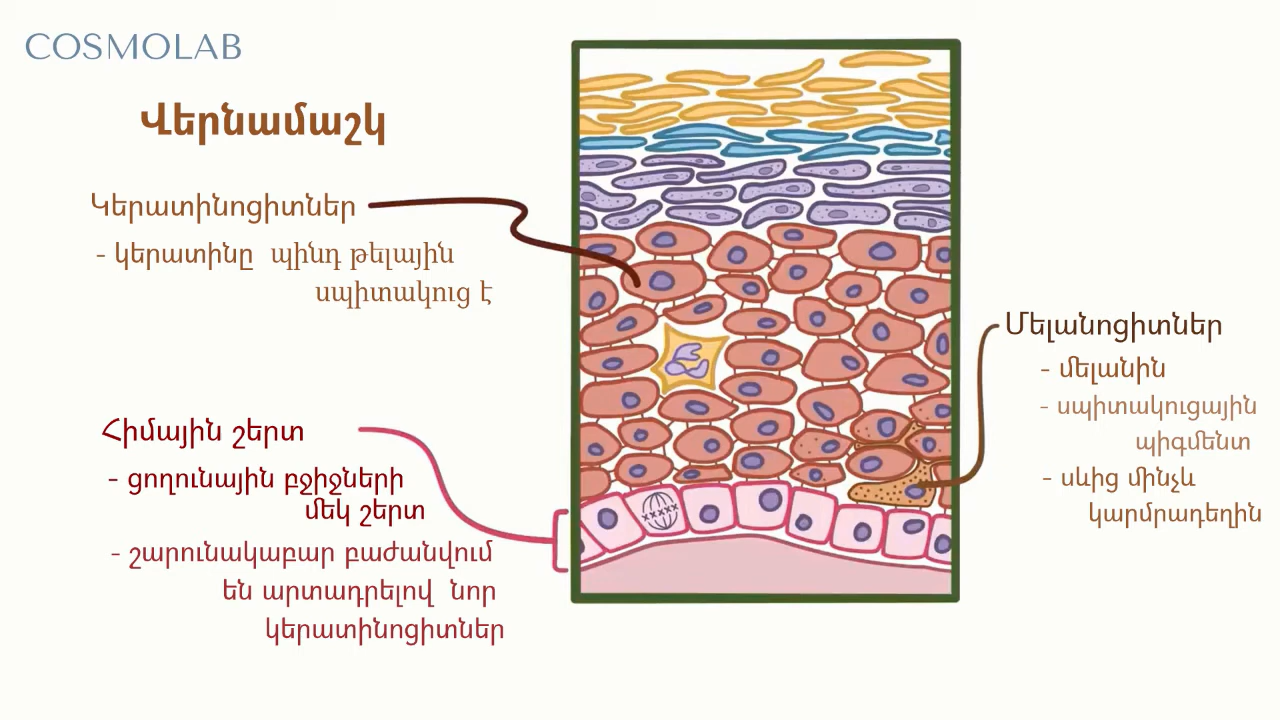 COSMOLAB
Վերնամաշկ
Կերատինոցիտներ
- կերատինը պինդ թելային
սպիտակուց է
Հիմային շերտ
- ցողունային բջիջների
մեկ շերտ
- շարունակաբար բաժանվում
են արտադրելով նոր
կերատինոցիտներ
Մելանոցիտներ
- մելանին
- սպիտակուցային
պիգմենտ
- սևից մինչև
կարմրադեղին